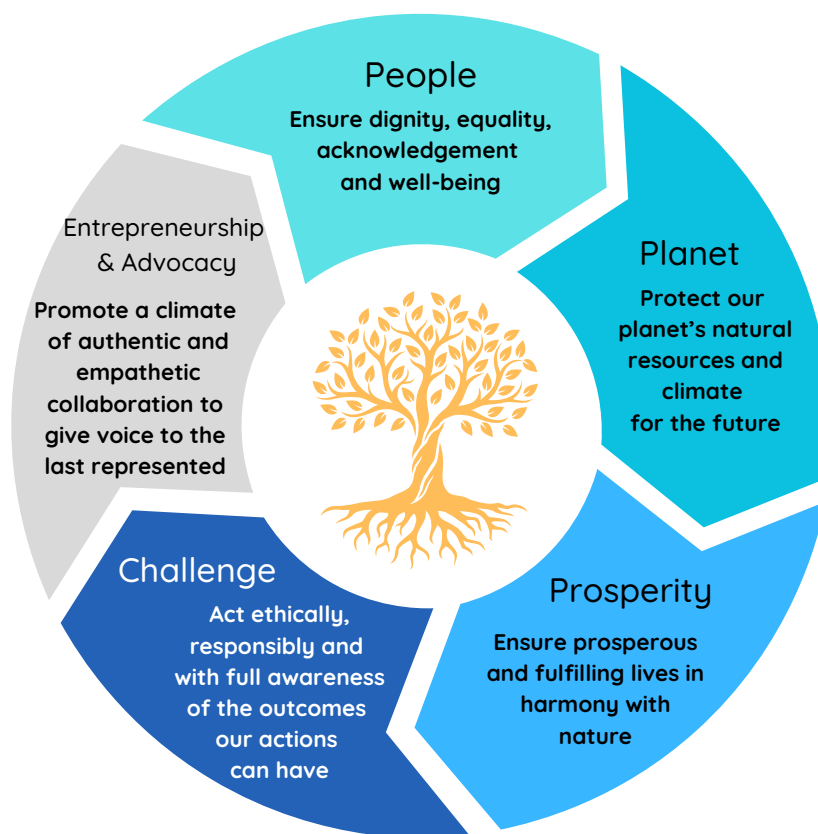 People
Ensure dignity, equality,
acknowledgement
and well-being
Planet
Protect our
planet's natural
resources and
climate
for the future
Prosperity
Ensure prosperous
and fulfilling lives in
harmony with
nature
Challenge
Act ethically,
responsibly and
with full awareness
of the outcomes
our actions
can have
Entrepreneurship
& Advocacy
Promote a climate
of authentic and
empathetic
collaboration to
give voice to the
last represented